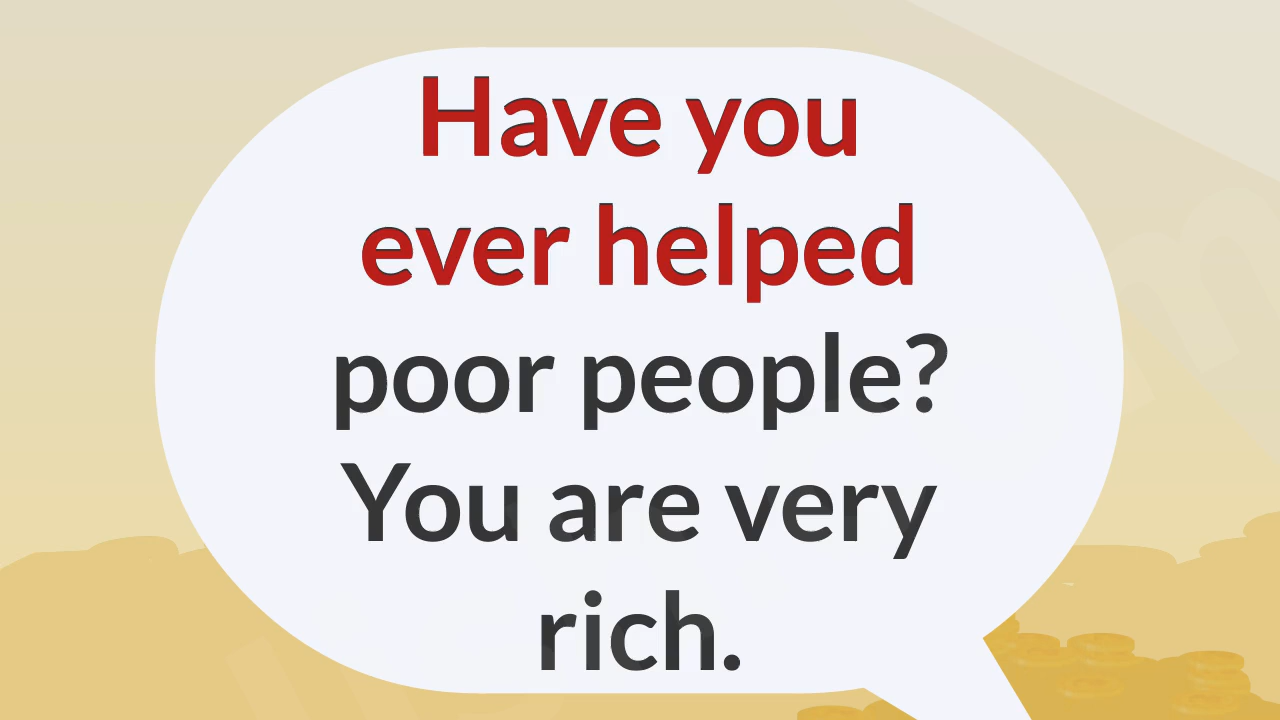 Have you
ever helped
poor people?
You are very
rich.